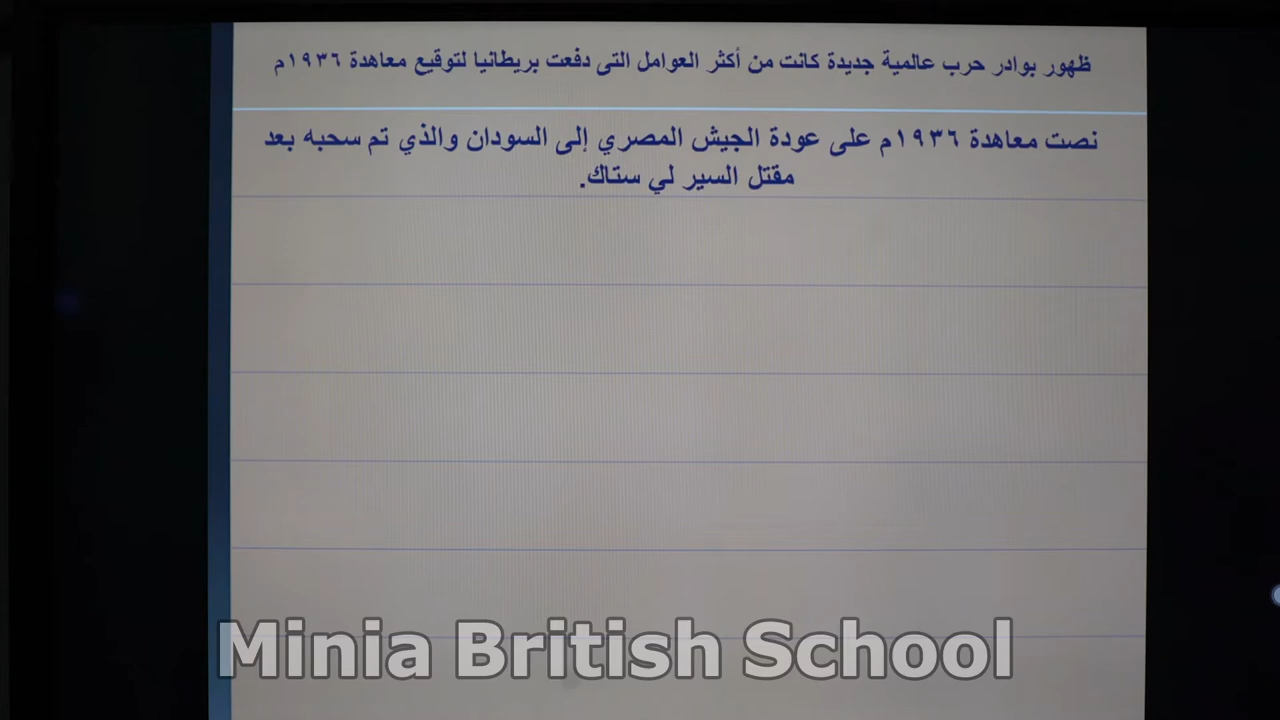 ظهور بوادر حرب عالمية جديدة كانت من أكثر العوامل التى دفعت بريطانيا لتوقيع معاهدة ١٩٣٦م
نصت معاهدة ١٩٣٦م على عودة الجيش المصري إلى السودان والذي تم سحبه بعد
مقتل السير لي ستاك.
Minia British School